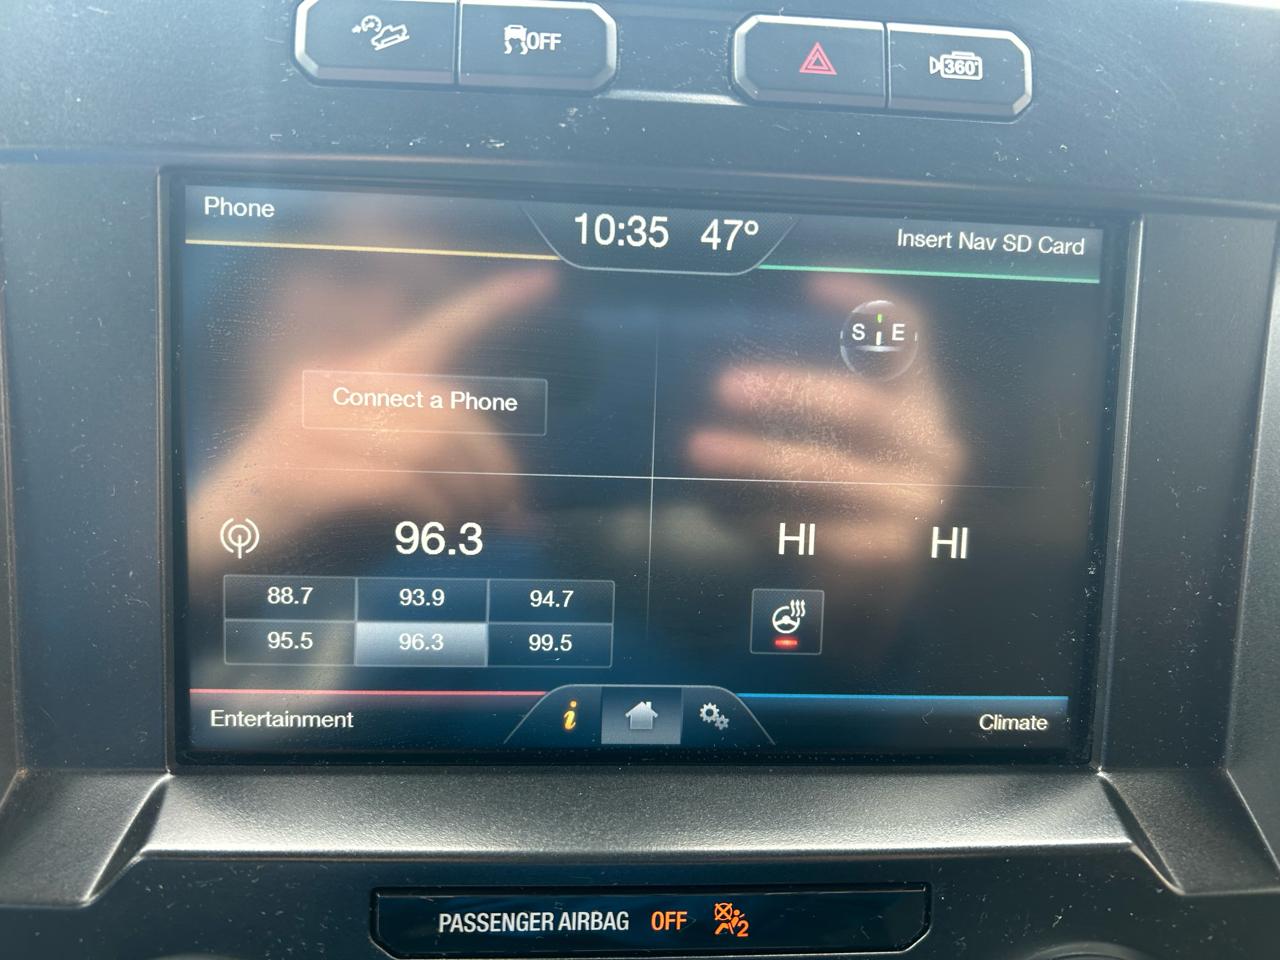 OFF
360°
Phone
10:35 47°
Insert Nav SD Card
S E
Connect a Phone
96.3
HI HI
88.7 93.9 94.7
95.5 96.3 99.5
Entertainment
i
Climate
PASSENGER AIRBAG OFF 2